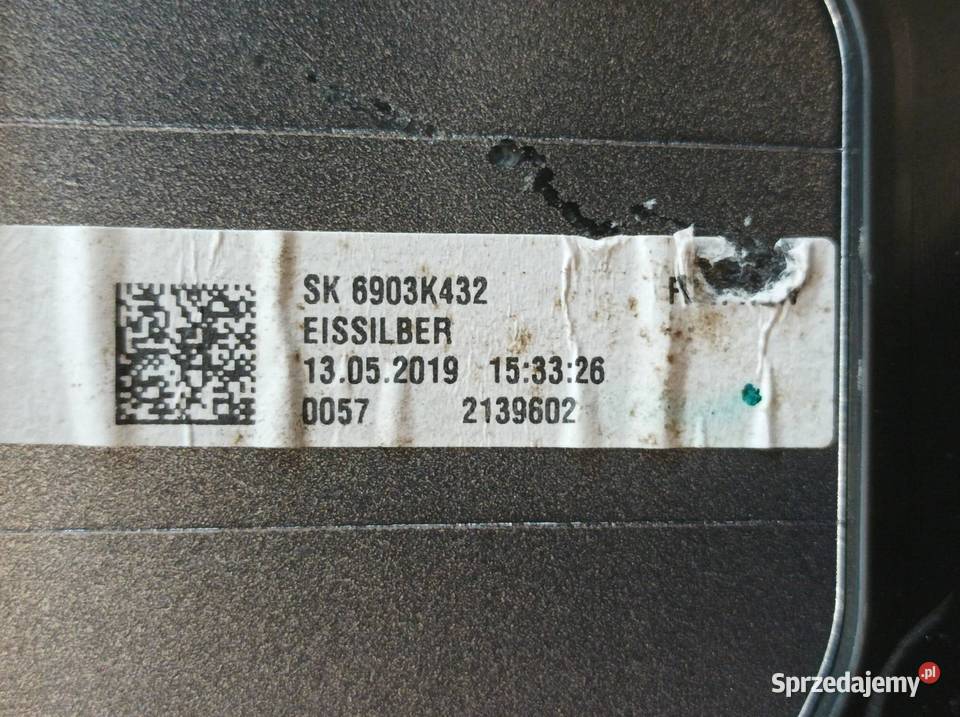 SK 6903K432
EISSILBER
13.05.2019 15:33:26
0057 2139602
Sprzedajemy.pl